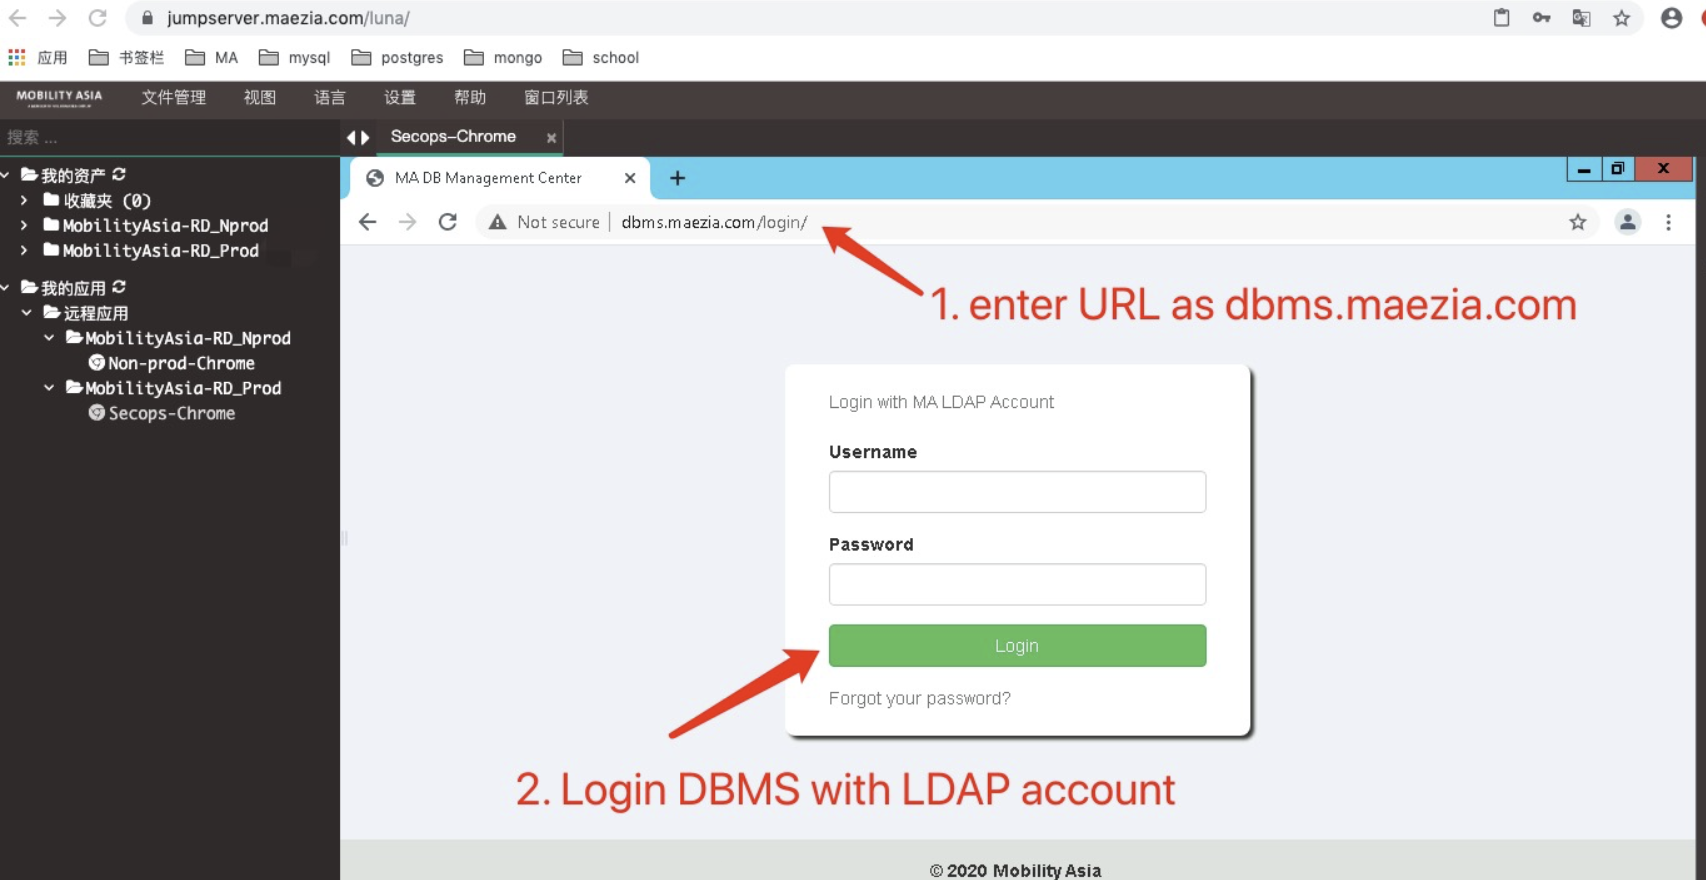 jumpserver.maezia.com/luna/
应用 书签栏 MA mysql postgres mongo school
MOBILITY ASIA 文件管理 视图 语言 设置 帮助 窗口列表
搜索 ...
Secops-Chrome
我的资产
收藏夹 (0)
MobilityAsia-RD_Nprod
MobilityAsia-RD_Prod
我的应用
远程应用
MobilityAsia-RD_Nprod
Non-prod-Chrome
MobilityAsia-RD_Prod
Secops-Chrome
MA DB Management Center
Not secure dbms.maezia.com/login/
1. enter URL as dbms.maezia.com
Login with MA LDAP Account
Username
Password
Login
Forgot your password?
2. Login DBMS with LDAP account
© 2020 Mobility Asia